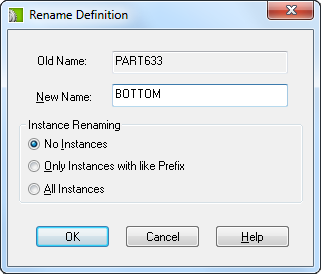 Rename Definition
Old Name: PART633
New Name: BOTTOM
Instance Renaming
No Instances
Only Instances with like Prefix
All Instances
OK Cancel Help